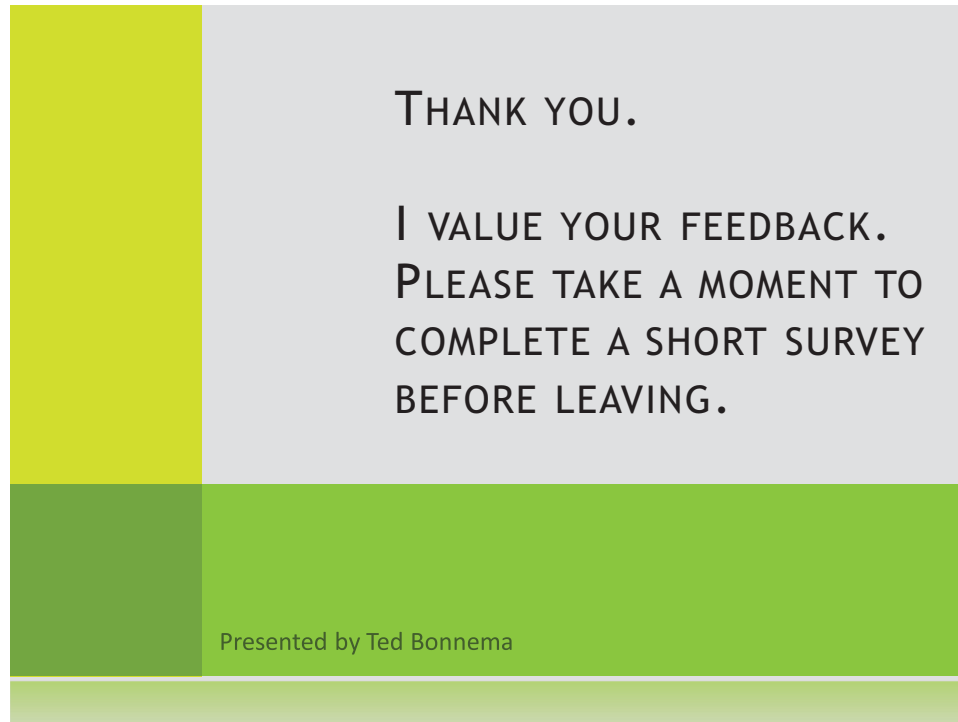 THANK YOU.
I VALUE YOUR FEEDBACK.
PLEASE TAKE A MOMENT TO
COMPLETE A SHORT SURVEY
BEFORE LEAVING.
Presented by Ted Bonnema